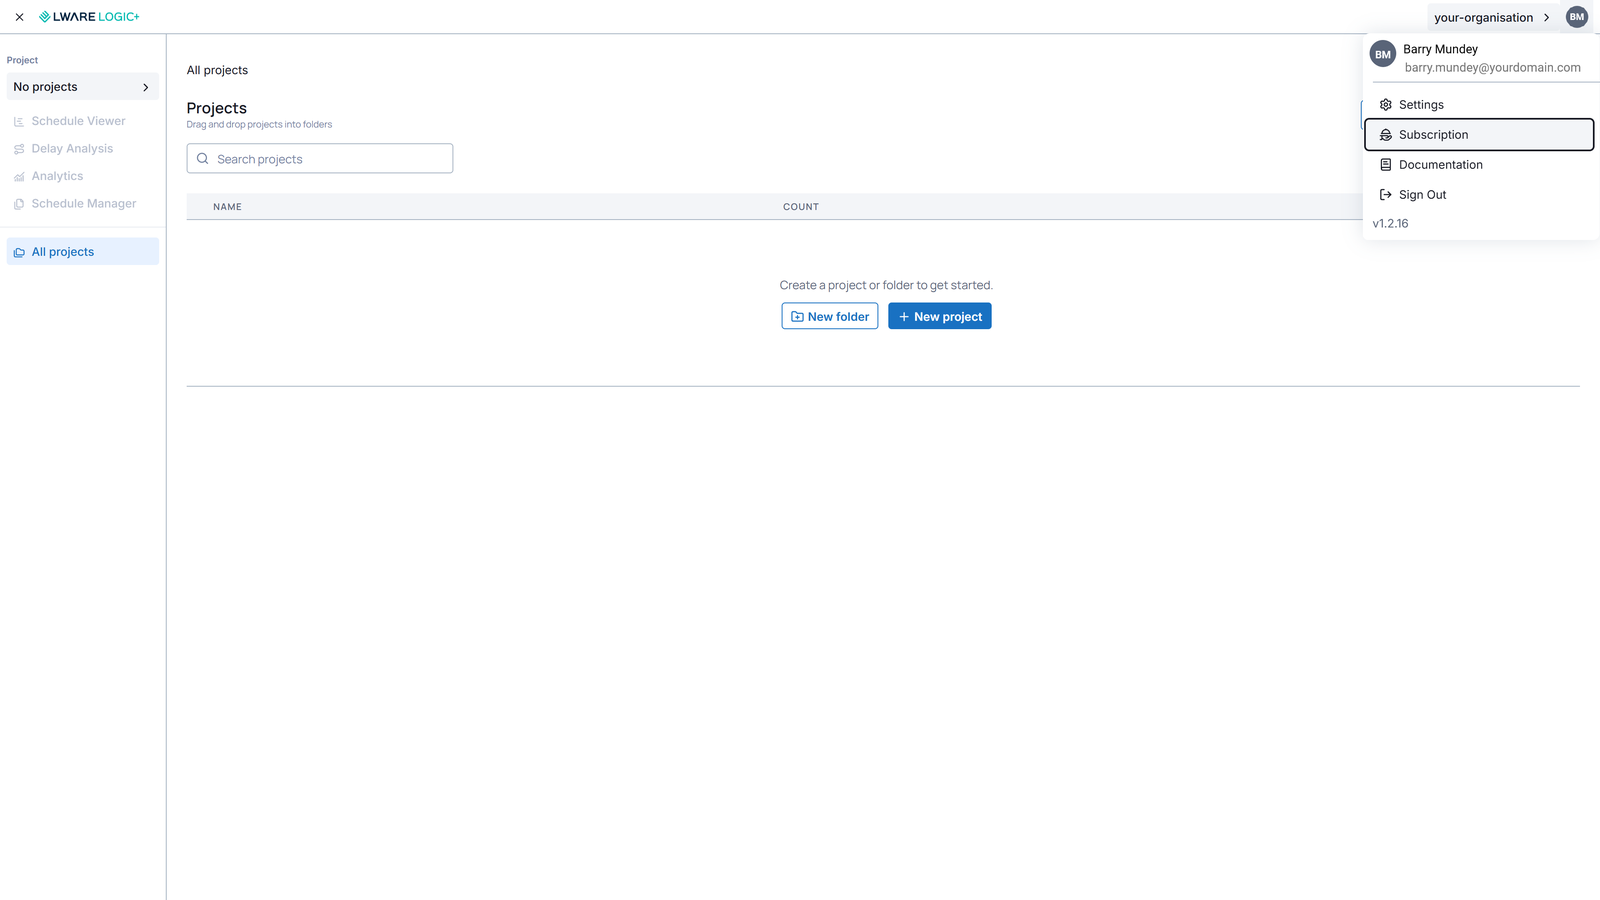 LWARE LOGIC+
your-organisation
BM
Project
No projects
Schedule Viewer
Delay Analysis
Analytics
Schedule Manager
All projects
All projects
Projects
Drag and drop projects into folders
Search projects
NAME
COUNT
Create a project or folder to get started.
New folder
New project
BM
Barry Mundey
barry.mundey@yourdomain.com
Settings
Subscription
Documentation
Sign Out
v1.2.16